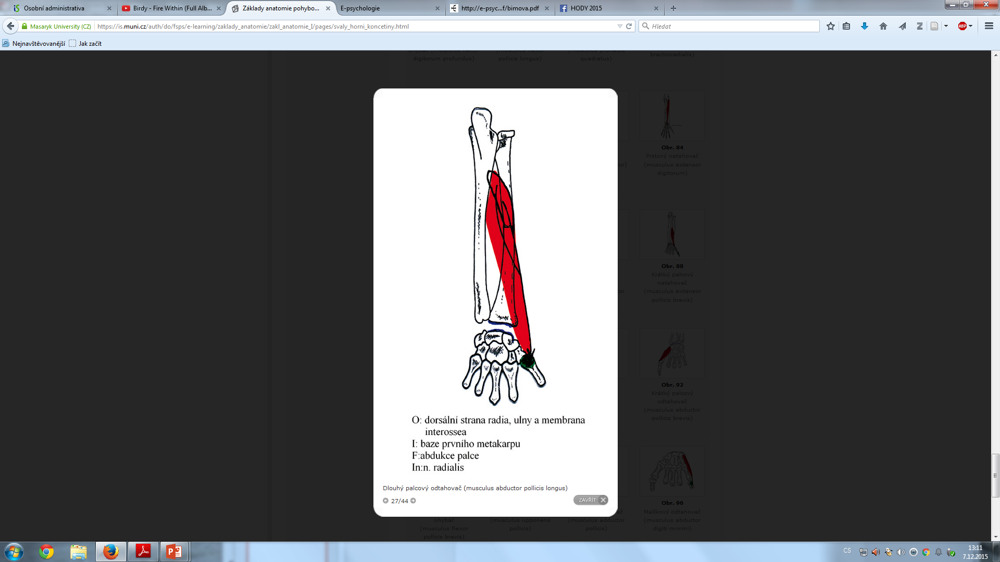 Osobní administrativa
Birdy - Fire Within (Full Alb...
Základy anatomie pohybo...
E-psychologie
http://e-psyc...f/bimova.pdf
HODY 2015
Masaryk University (CZ)
https://is.muni.cz/auth/do/fsps/e-learning/zaklady_anatomie/zakl_anatomie_I/pages/svaly_horni_koncetiny.html
Hledat
ABP
Nejnavštěvovanější
Jak začít
digitorum profundus)
pollicis longus)
quadratus)
brachioradialis)
Obr. 84
Prstový natahovač
(musculus extensor
digitorum)
Obr. 88
Krátký palcový
natahovač
(musculus extensor
pollicis brevis)
Obr. 92
Krátký palcový
odtahovač
(musculus abductor
pollicis brevis)
O: dorsální strana radia, ulny a membrana
interossea
I: baze prvního metakarpu
F:abdukce palce
In:n. radialis
Dlouhý palcový odtahovač (musculus abductor pollicis longus)
27/44
ZAVŘÍT
Obr. 96
Malíkový odtahovač
(musculus abductor
digiti minimi)
ohybač
(musculus flexor
pollicis brevis)
(musculus opponens
pollicis)
(musculus adductor
pollicis)
CS
13:11
7.12.2015